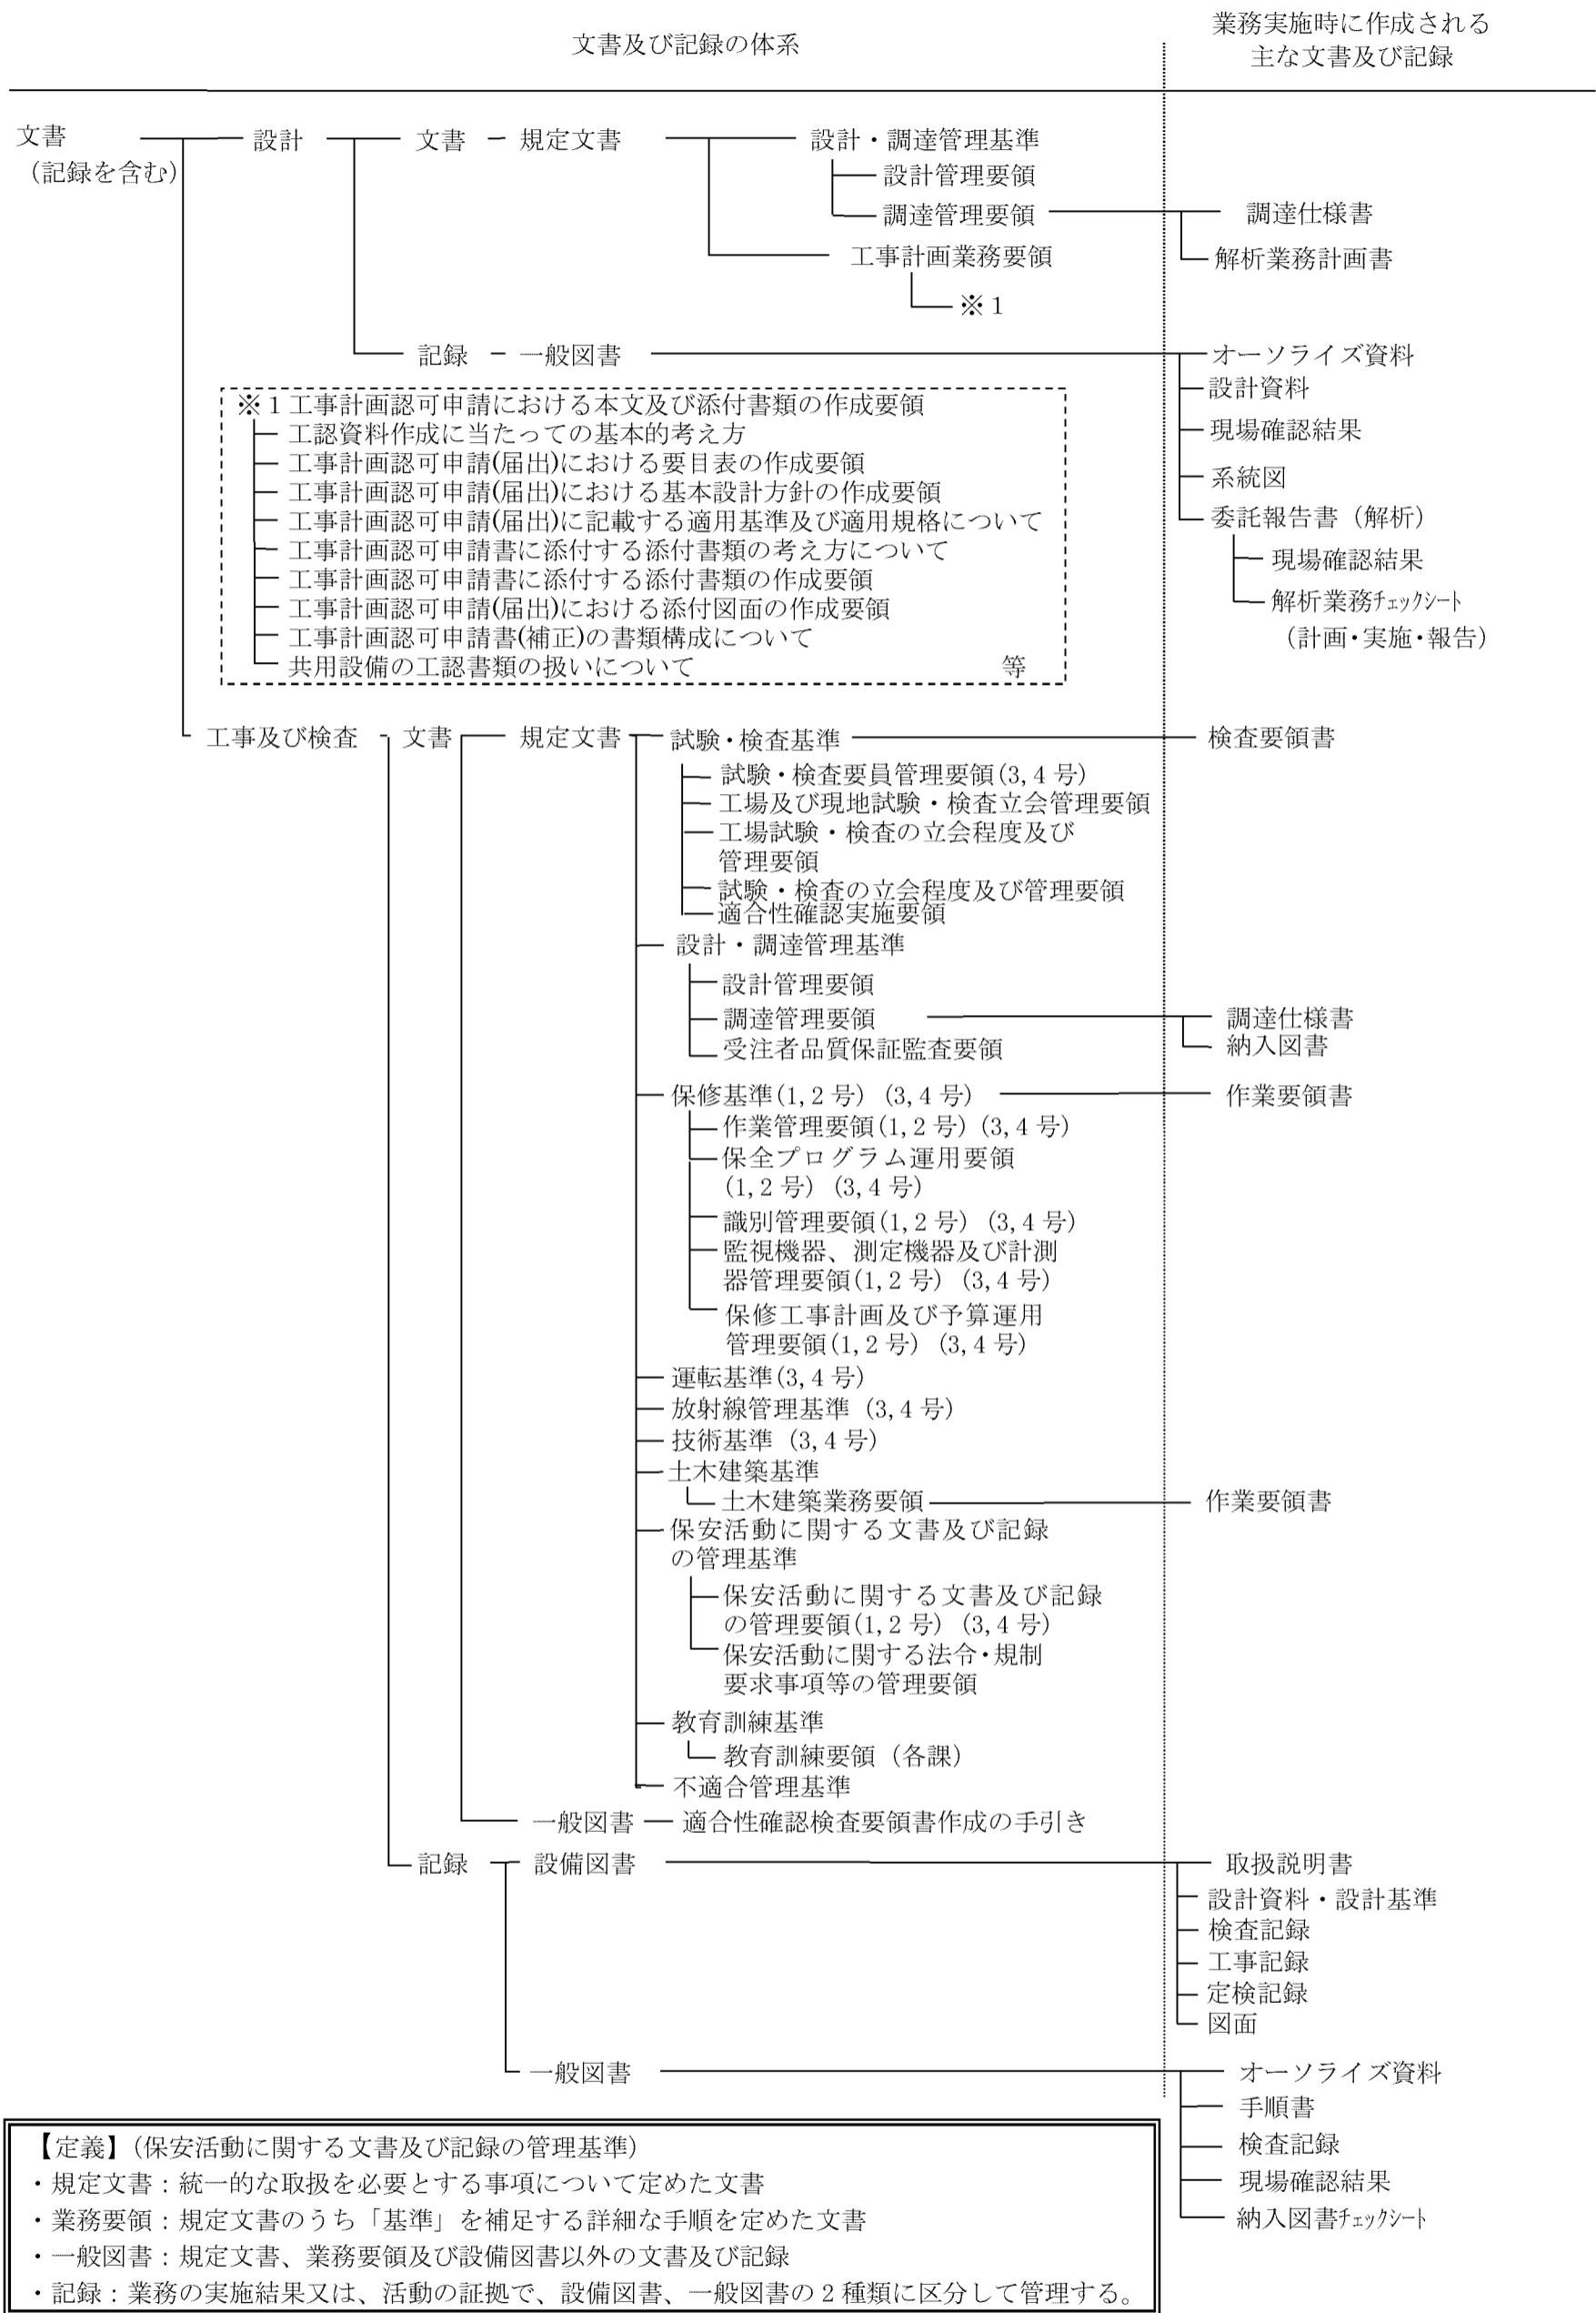 文書及び記録の体系
業務実施時に作成される
主な文書及び記録
文書
（記録を含む）
設計
文書
規定文書
設計・調達管理基準
設計管理要領
調達管理要領
調達仕様書
解析業務計画書
工事計画業務要領
※１
記録
一般図書
オーソライズ資料
設計資料
現場確認結果
系統図
委託報告書（解析）
現場確認結果
解析業務ﾁｪｯｸｼｰﾄ
（計画･実施･報告）
※１工事計画認可申請における本文及び添付書類の作成要領
工認資料作成に当たっての基本的考え方
工事計画認可申請(届出)における要目表の作成要領
工事計画認可申請(届出)における基本設計方針の作成要領
工事計画認可申請(届出)に記載する適用基準及び適用規格について
工事計画認可申請書に添付する添付書類の考え方について
工事計画認可申請書に添付する添付書類の作成要領
工事計画認可申請(届出)における添付図面の作成要領
工事計画認可申請書(補正)の書類構成について
共用設備の工認書類の扱いについて 等
工事及び検査
文書
規定文書
試験･検査基準
検査要領書
試験･検査要員管理要領(3,4 号)
工場及び現地試験・検査立会管理要領
工場試験・検査の立会程度及び
管理要領
試験・検査の立会程度及び管理要領
適合性確認実施要領
設計・調達管理基準
設計管理要領
調達管理要領
調達仕様書
納入図書
受注者品質保証監査要領
保修基準(1,2 号) (3,4 号)
作業要領書
作業管理要領(1,2 号) (3,4 号)
保全プログラム運用要領
(1,2 号) (3,4 号)
識別管理要領(1,2 号) (3,4 号)
監視機器、測定機器及び計測
器管理要領(1,2 号) (3,4 号)
保修工事計画及び予算運用
管理要領(1,2 号) (3,4 号)
運転基準(3,4 号)
放射線管理基準 (3,4 号)
技術基準 (3,4 号)
土木建築基準
土木建築業務要領
作業要領書
保安活動に関する文書及び記録
の管理基準
保安活動に関する文書及び記録
の管理要領(1,2 号) (3,4 号)
保安活動に関する法令･規制
要求事項等の管理要領
教育訓練基準
教育訓練要領（各課）
不適合管理基準
一般図書
適合性確認検査要領書作成の手引き
記録
設備図書
取扱説明書
設計資料・設計基準
検査記録
工事記録
定検記録
図面
一般図書
オーソライズ資料
手順書
検査記録
現場確認結果
納入図書ﾁｪｯｸｼｰﾄ
【定義】（保安活動に関する文書及び記録の管理基準）
・規定文書：統一的な取扱を必要とする事項について定めた文書
・業務要領：規定文書のうち「基準」を補足する詳細な手順を定めた文書
・一般図書：規定文書、業務要領及び設備図書以外の文書及び記録
・記録：業務の実施結果又は、活動の証拠で、設備図書、一般図書の２種類に区分して管理する。